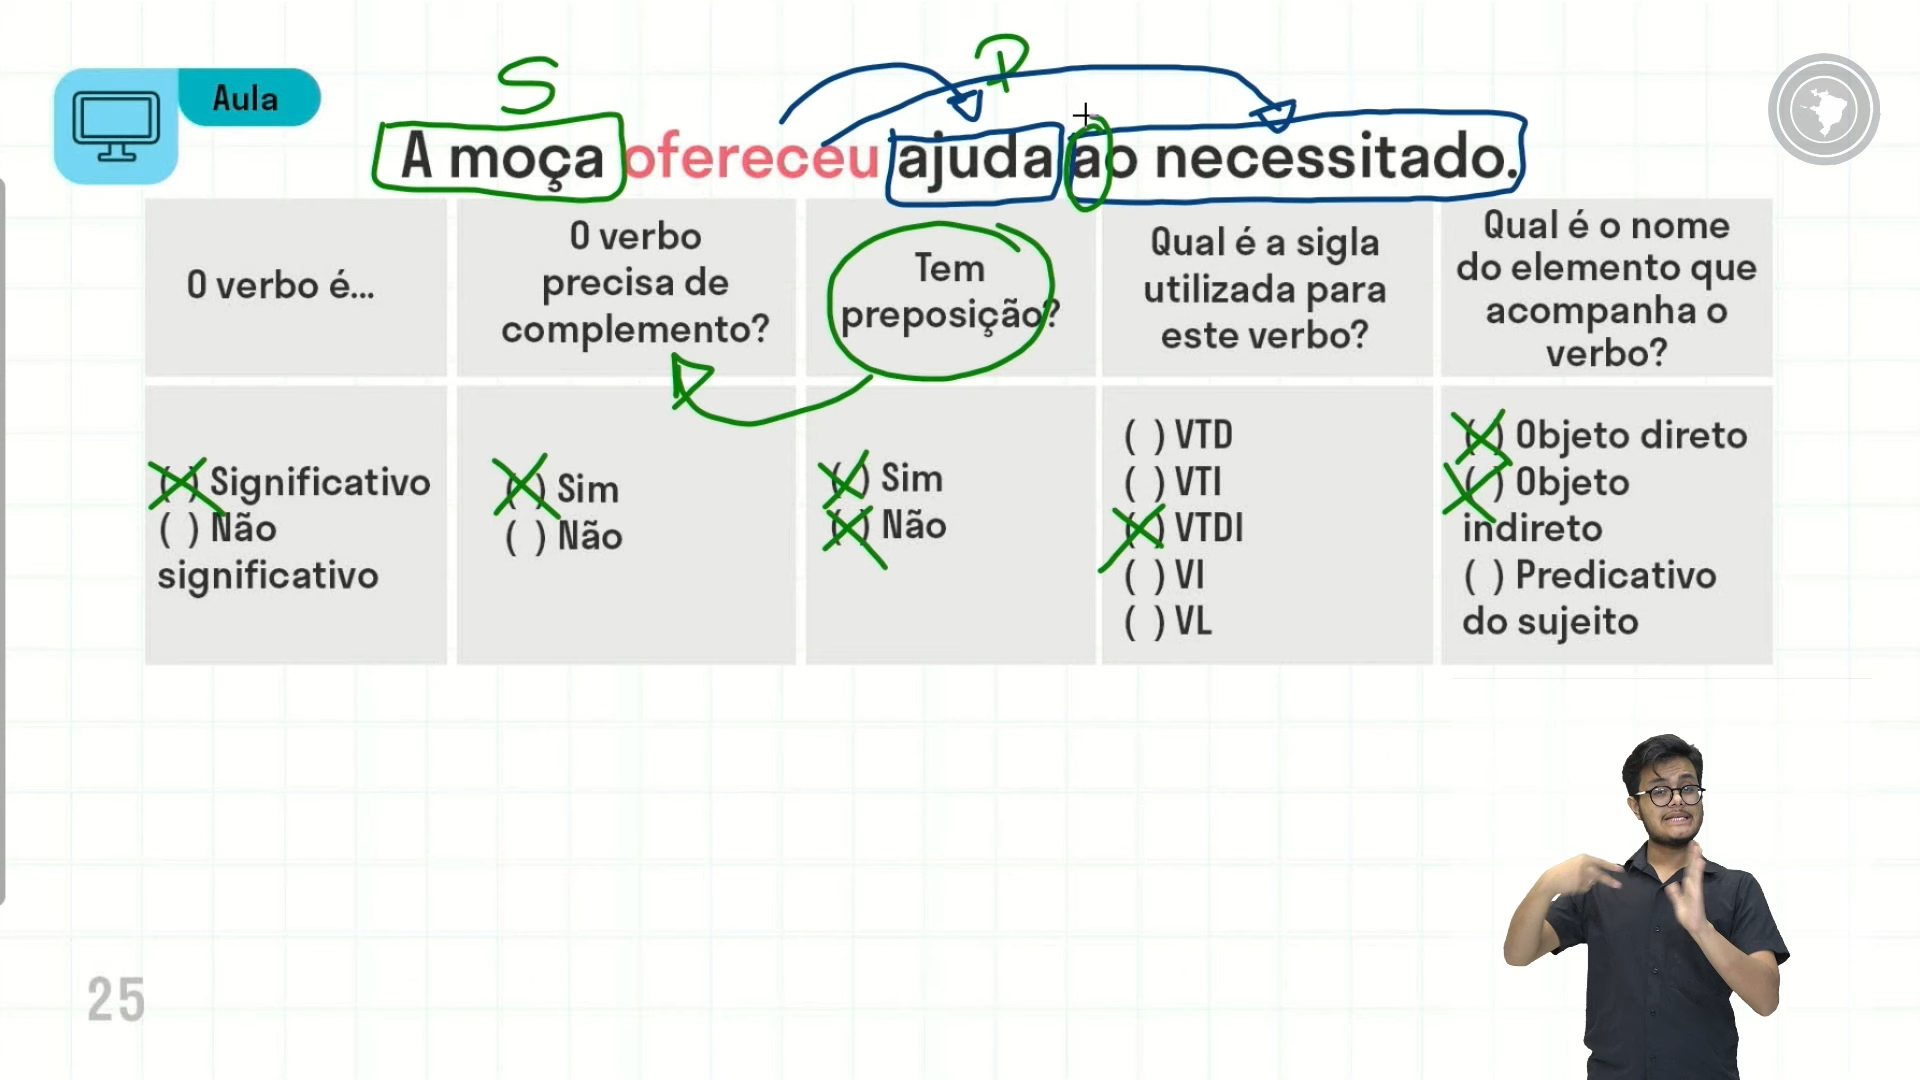 S
P
Aula
A moça ofereceu ajuda ao necessitado.
O verbo é...
O verbo
precisa de
complemento?
Tem
preposição?
Qual é a sigla
utilizada para
este verbo?
Qual é o nome
do elemento que
acompanha o
verbo?
(X) Significativo
( ) Não
significativo
(X) Sim
( ) Não
(X) Sim
(X) Não
( ) VTD
( ) VTI
(X) VTDI
( ) VI
( ) VL
(X) Objeto direto
(X) Objeto
indireto
( ) Predicativo
do sujeito
25